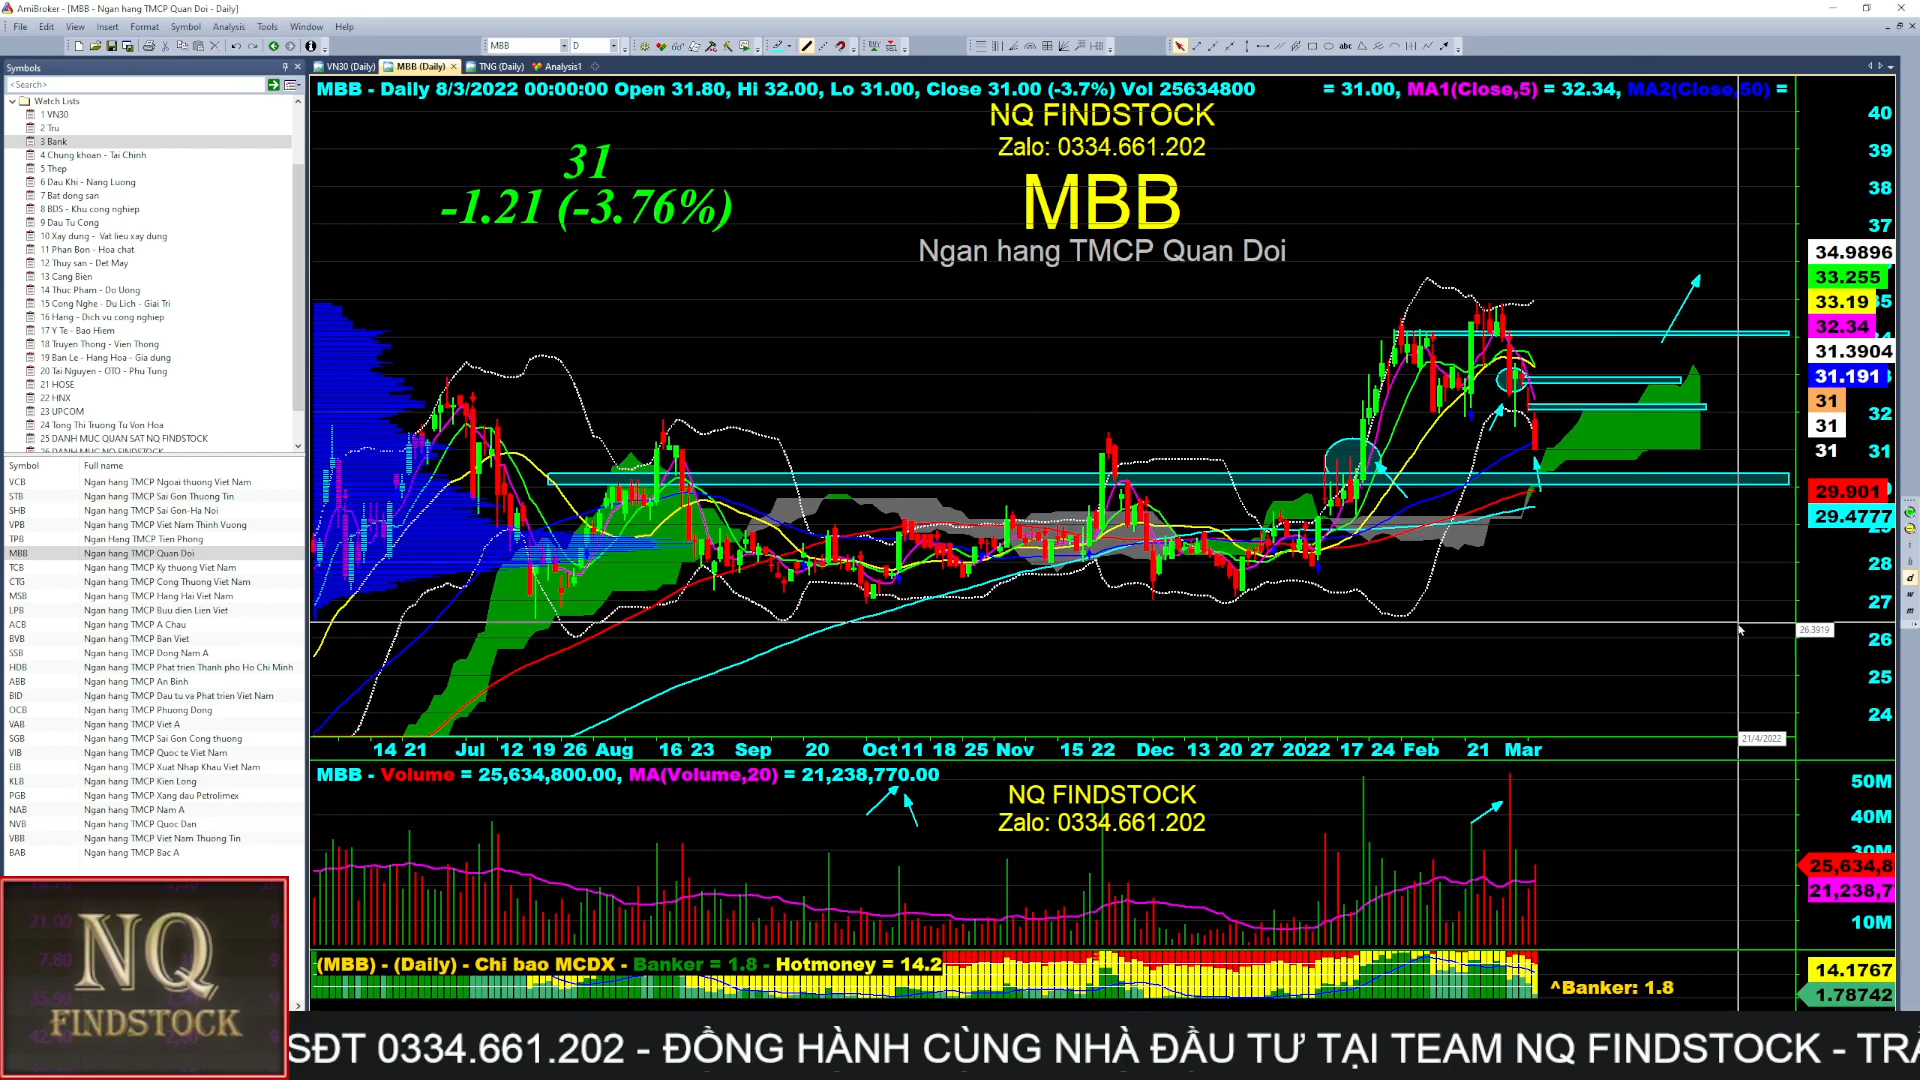 AmiBroker - [MBB - Ngan hang TMCP Quan Doi - Daily]
File Edit View Insert Format Symbol Analysis Tools Window Help
MBB D
Symbols
VN30 (Daily) MBB (Daily) TNG (Daily) Analysis1
<Search>
Watch Lists
1 VN30
2 Tru
3 Bank
4 Chung khoan - Tai Chinh
5 Thep
6 Dau Khi - Nang Luong
7 Bat dong san
8 BDS - Khu cong nghiep
9 Dau Tu Cong
10 Xay dung - Vat lieu xay dung
11 Phan Bon - Hoa chat
12 Thuy san - Det May
13 Cang Bien
14 Thuc Pham - Do Uong
15 Cong Nghe - Du Lich - Giai Tri
16 Hang - Dich vu cong nghiep
17 Y Te - Bao Hiem
18 Truyen Thong - Vien Thong
19 Ban Le - Hang Hoa - Gia dung
20 Tai Nguyen - OTO - Phu Tung
21 HOSE
22 HNX
23 UPCOM
24 Tong Thi Truong Tu Von Hoa
25 DANH MUC QUAN SAT NQ FINDSTOCK
Symbol Full name
VCB Ngan hang TMCP Ngoai thuong Viet Nam
STB Ngan hang TMCP Sai Gon Thuong Tin
SHB Ngan hang TMCP Sai Gon-Ha Noi
VPB Ngan hang TMCP Viet Nam Thinh Vuong
TPB Ngan Hang TMCP Tien Phong
MBB Ngan hang TMCP Quan Doi
TCB Ngan hang TMCP Ky thuong Viet Nam
CTG Ngan hang TMCP Cong Thuong Viet Nam
MSB Ngan hang TMCP Hang Hai Viet Nam
LPB Ngan hang TMCP Buu dien Lien Viet
ACB Ngan hang TMCP A Chau
BVB Ngan hang TMCP Ban Viet
SSB Ngan hang TMCP Dong Nam A
HDB Ngan hang TMCP Phat trien Thanh pho Ho Chi Minh
ABB Ngan hang TMCP An Binh
BID Ngan hang TMCP Dau tu va Phat trien Viet Nam
OCB Ngan hang TMCP Phuong Dong
VAB Ngan hang TMCP Viet A
SGB Ngan hang TMCP Sai Gon Cong thuong
VIB Ngan hang TMCP Quoc te Viet Nam
EIB Ngan hang TMCP Xuat Nhap Khau Viet Nam
KLB Ngan hang TMCP Kien Long
PGB Ngan hang TMCP Xang dau Petrolimex
NAB Ngan hang TMCP Nam A
NVB Ngan hang TMCP Quoc Dan
VBB Ngan hang TMCP Viet Nam Thuong Tin
BAB Ngan hang TMCP Bac A
MBB - Daily 8/3/2022 00:00:00 Open 31.80, Hi 32.00, Lo 31.00, Close 31.00 (-3.7%) Vol 25634800 = 31.00, MA1(Close,5) = 32.34, MA2(Close,50) =
NQ FINDSTOCK
Zalo: 0334.661.202
MBB
Ngan hang TMCP Quan Doi
31
-1.21 (-3.76%)
40
39
38
37
34.9896
33.255
33.19
32.34
31.3904
31.191
31
32
31
31
31
29.901
29.4777
28
27
26.3919
26
25
24
21/4/2022
14 21 Jul 12 19 26 Aug 16 23 Sep 20 Oct 11 18 25 Nov 15 22 Dec 13 20 27 2022 17 24 Feb 21 Mar
MBB - Volume = 25,634,800.00, MA(Volume,20) = 21,238,770.00
NQ FINDSTOCK
Zalo: 0334.661.202
50M
40M
30M
25,634,8
21,238,7
10M
(MBB) - (Daily) - Chi bao MCDX - Banker = 1.8 - Hotmoney = 14.2
^Banker: 1.8
14.1767
1.78742
NQ
FINDSTOCK
SĐT 0334.661.202 - ĐỒNG HÀNH CÙNG NHÀ ĐẦU TƯ TẠI TEAM NQ FINDSTOCK - TRẢ